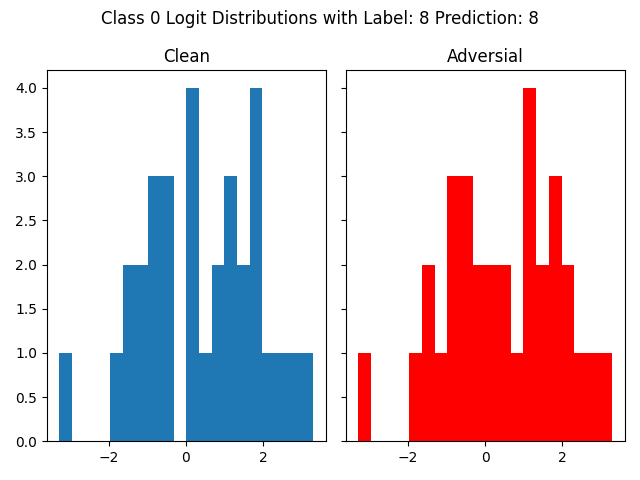 Class 0 Logit Distributions with Label: 8 Prediction: 8
Clean
Adversial
4.0
3.5
3.0
2.5
2.0
1.5
1.0
0.5
0.0
−2 0 2
−2 0 2